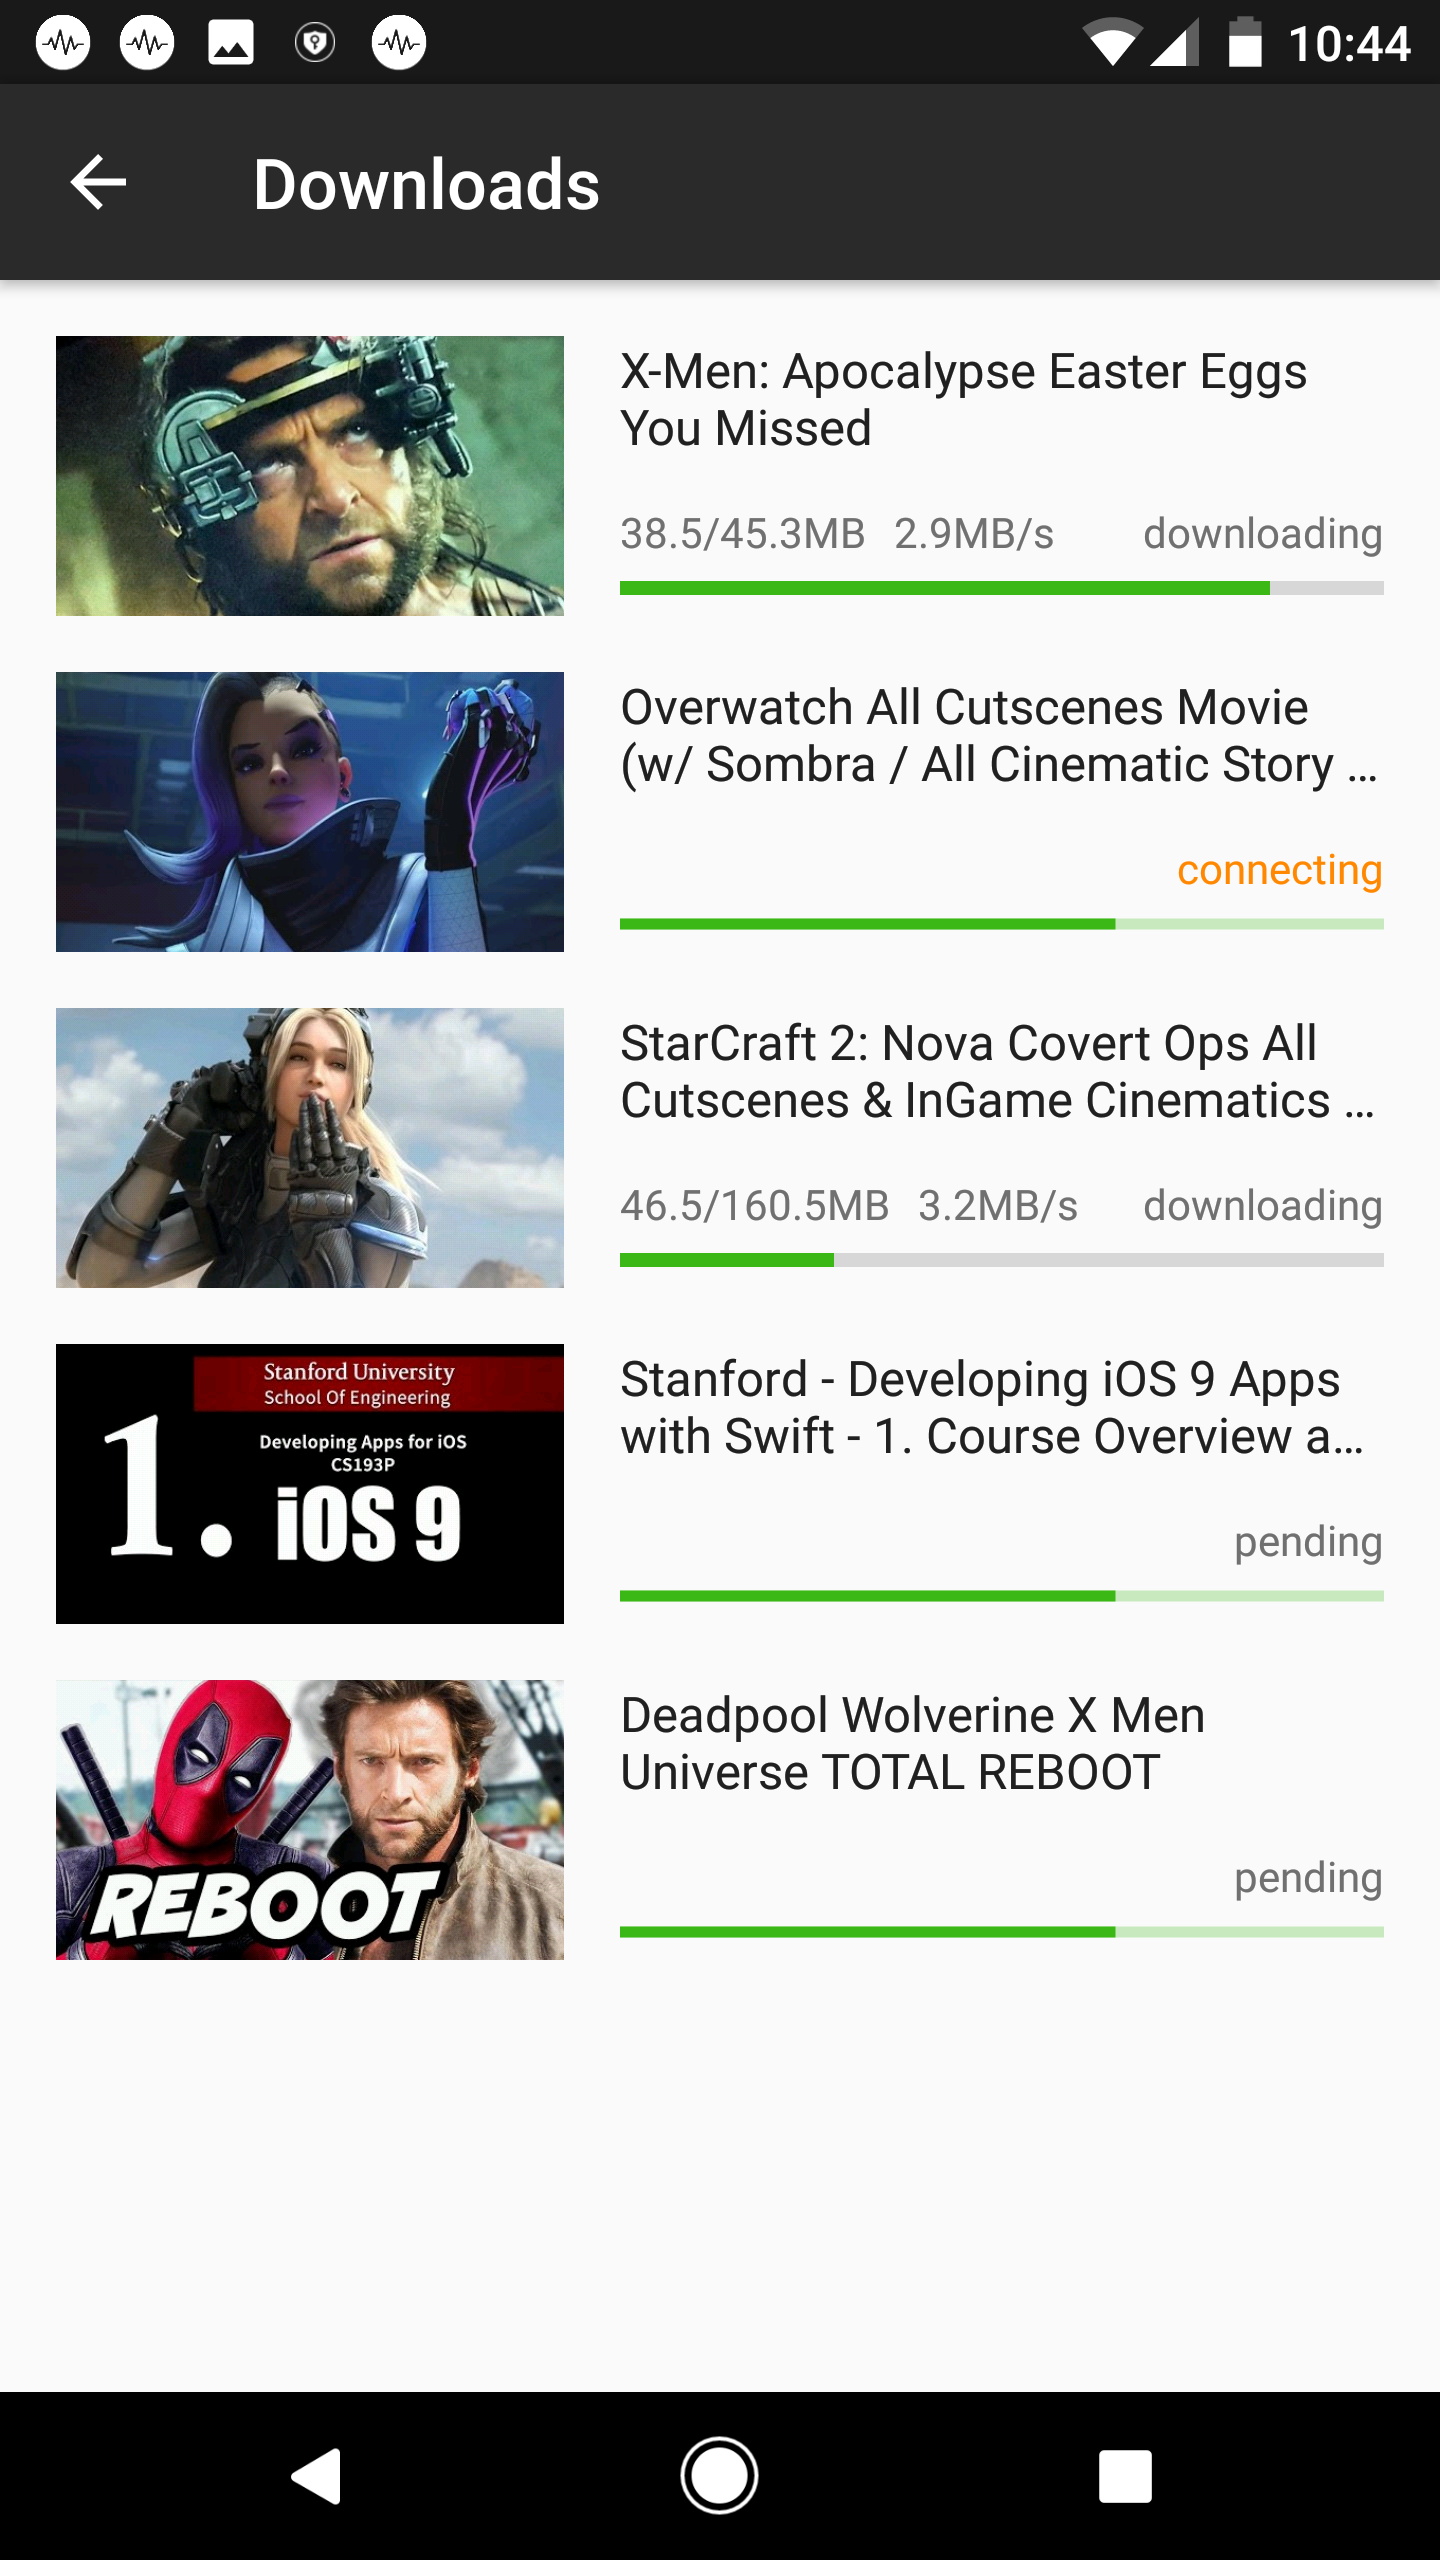 10:44
Downloads
X-Men: Apocalypse Easter Eggs
You Missed
38.5/45.3MB 2.9MB/s downloading
Overwatch All Cutscenes Movie
(w/ Sombra / All Cinematic Story ...
connecting
StarCraft 2: Nova Covert Ops All
Cutscenes & InGame Cinematics ...
46.5/160.5MB 3.2MB/s downloading
Stanford University
School Of Engineering
Developing Apps for iOS
CS193P
1. iOS 9
Stanford - Developing iOS 9 Apps
with Swift - 1. Course Overview a...
pending
REBOOT
Deadpool Wolverine X Men
Universe TOTAL REBOOT
pending